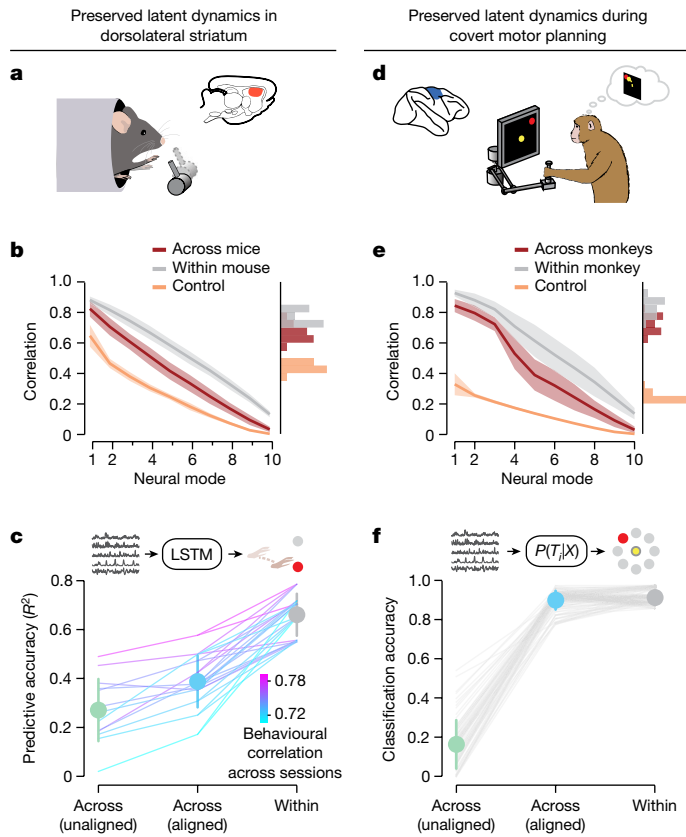 Preserved latent dynamics in
dorsolateral striatum
Preserved latent dynamics during
covert motor planning
a
d
b
Across mice
Within mouse
Control
1.0
0.8
0.6
0.4
0.2
0
Correlation
1 2 4 6 8 10
Neural mode
e
Across monkeys
Within monkey
Control
1.0
0.8
0.6
0.4
0.2
0
Correlation
1 2 4 6 8 10
Neural mode
c
LSTM
0.8
0.6
0.4
0.2
0
Predictive accuracy (R²)
0.78
0.72
Behavioural
correlation
across sessions
Across
(unaligned)
Across
(aligned)
Within
f
P(Tᵢ|X)
1.0
0.8
0.6
0.4
0.2
0
Classification accuracy
Across
(unaligned)
Across
(aligned)
Within